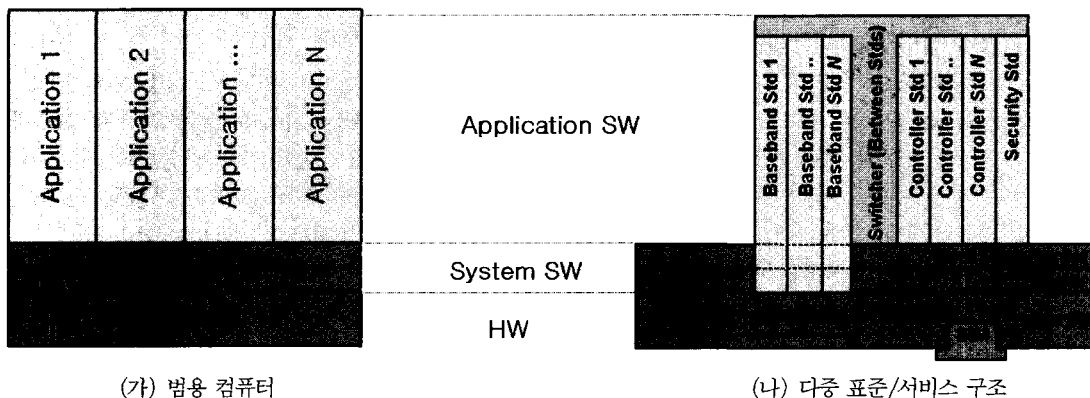 Application 1
Application 2
Application ...
Application N
Application SW
System SW
HW
Baseband Std 1
Baseband Std ..
Baseband Std N
Switcher (Between Stds)
Controller Std 1
Controller Std ..
Controller Std N
Security Std
(가) 범용 컴퓨터
(나) 다중 표준/서비스 구조